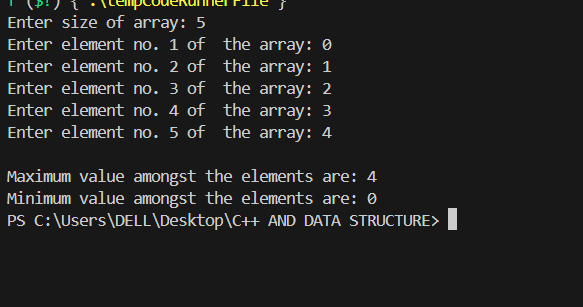 f ($?) { .\tempCodeRunnerFile }
Enter size of array: 5
Enter element no. 1 of  the array: 0
Enter element no. 2 of  the array: 1
Enter element no. 3 of  the array: 2
Enter element no. 4 of  the array: 3
Enter element no. 5 of  the array: 4
Maximum value amongst the elements are: 4
Minimum value amongst the elements are: 0
PS C:\Users\DELL\Desktop\C++ AND DATA STRUCTURE>